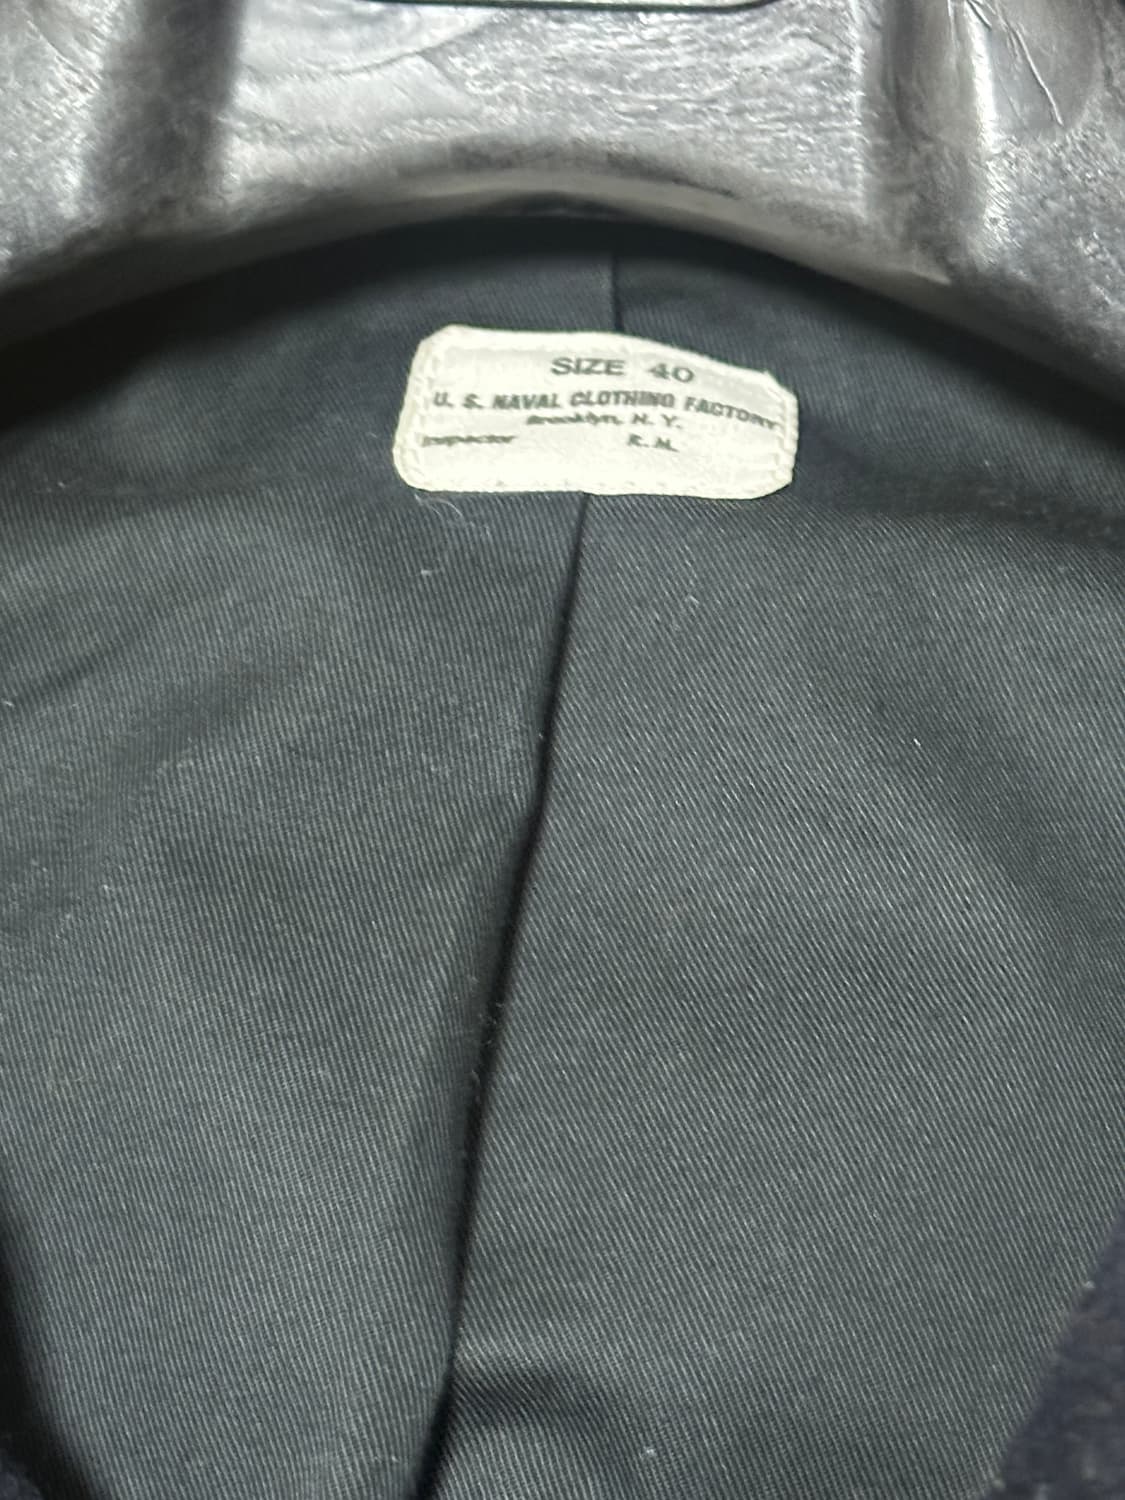 SIZE 40
U. S. NAVAL CLOTHING FACTORY
Brooklyn, N. Y.
Inspector R. M.